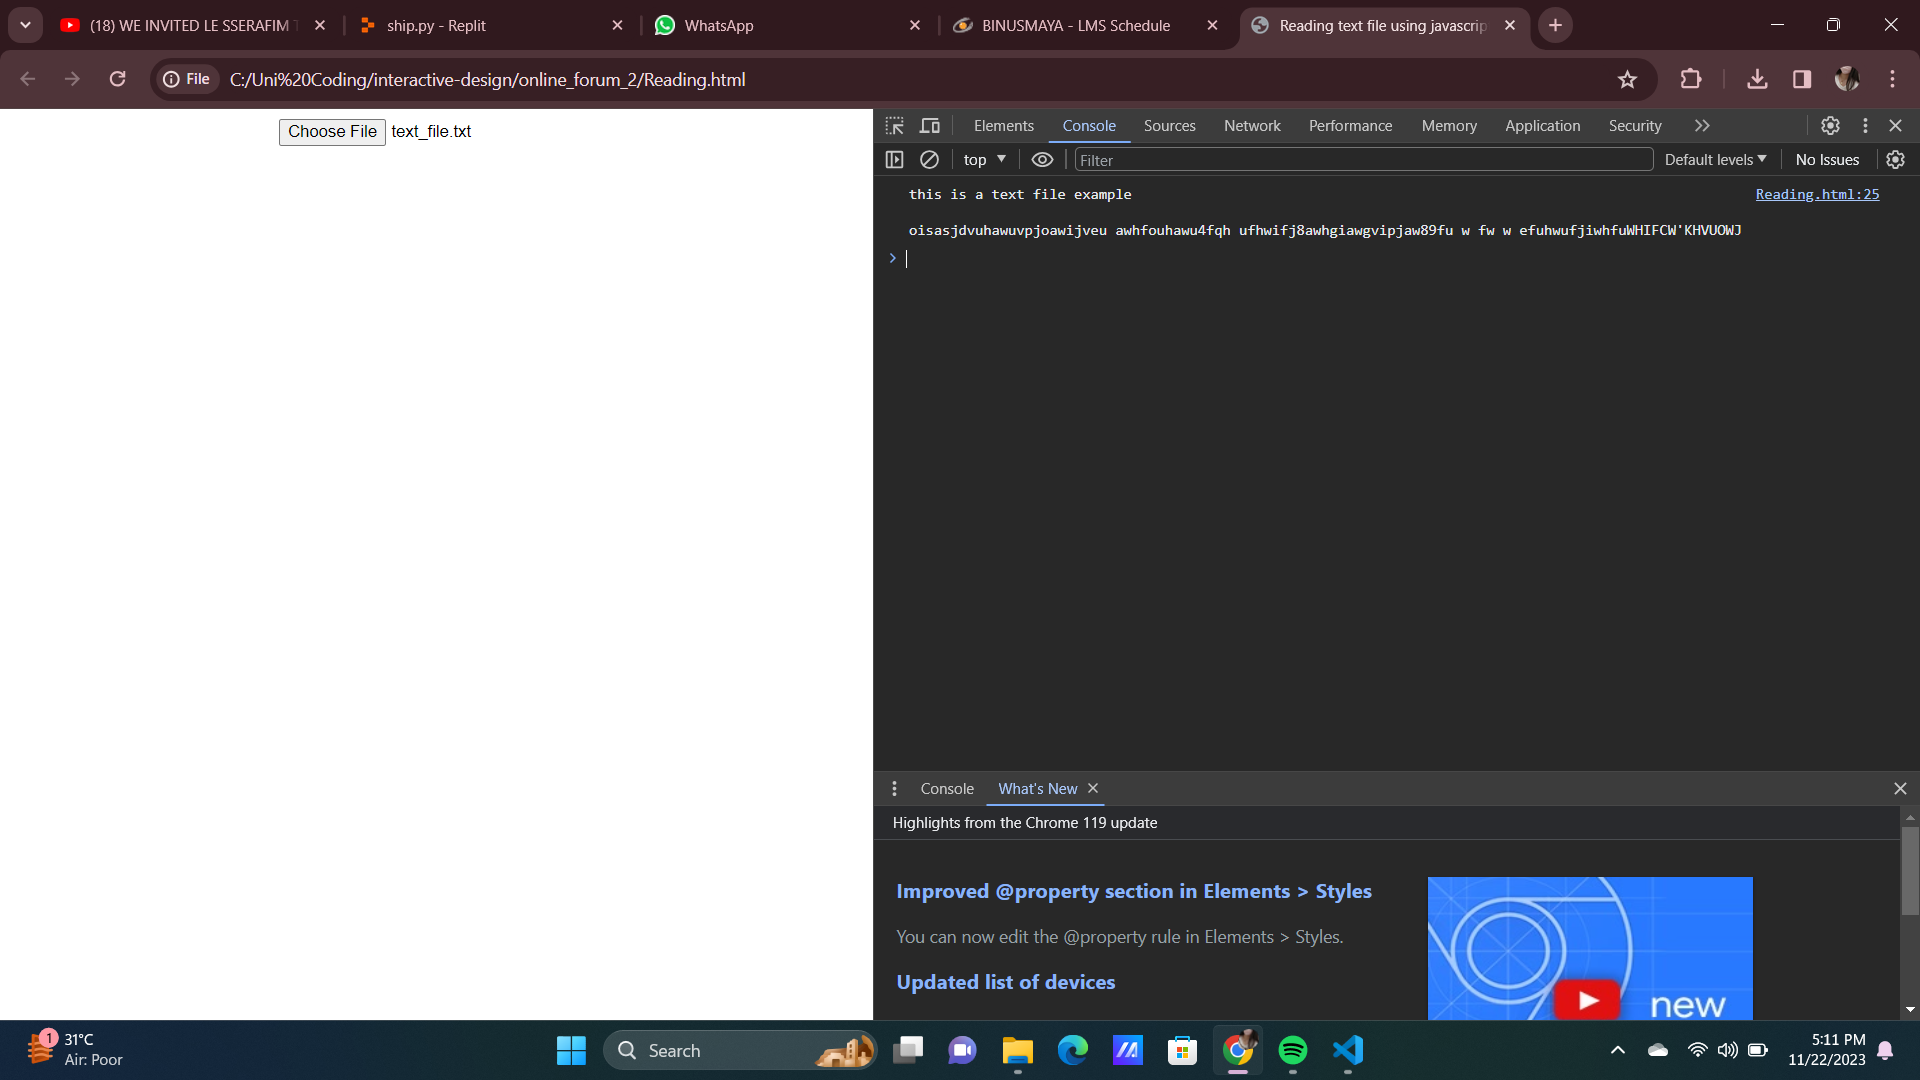 (18) WE INVITED LE SSERAFIM
ship.py - Replit
WhatsApp
BINUSMAYA - LMS Schedule
Reading text file using javascrip
File
C:/Uni%20Coding/interactive-design/online_forum_2/Reading.html
Choose File text_file.txt
Elements
Console
Sources
Network
Performance
Memory
Application
Security
top
Filter
Default levels
No Issues
this is a text file example
Reading.html:25
oisasjdvuhawuvpjoawijveu awhfouhawu4fqh ufhwifj8awhgiawgvipjaw89fu w fw w efuhwufjiwhfuWHIFCW'KHVUOWJ
Console
What's New
Highlights from the Chrome 119 update
Improved @property section in Elements > Styles
You can now edit the @property rule in Elements > Styles.
Updated list of devices
new
1
31°C
Air: Poor
Search
5:11 PM
11/22/2023